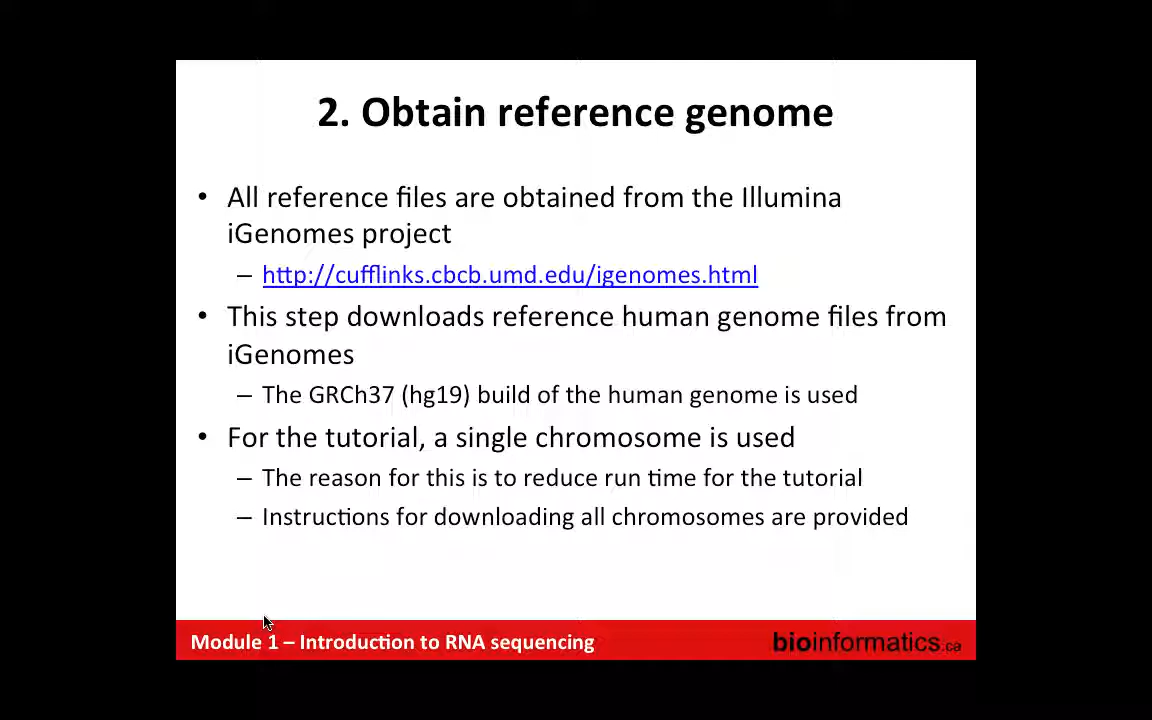 2. Obtain reference genome
• All reference files are obtained from the Illumina
iGenomes project
– http://cufflinks.cbcb.umd.edu/igenomes.html
• This step downloads reference human genome files from
iGenomes
– The GRCh37 (hg19) build of the human genome is used
• For the tutorial, a single chromosome is used
– The reason for this is to reduce run time for the tutorial
– Instructions for downloading all chromosomes are provided
Module 1 – Introduction to RNA sequencing
bioinformatics.ca